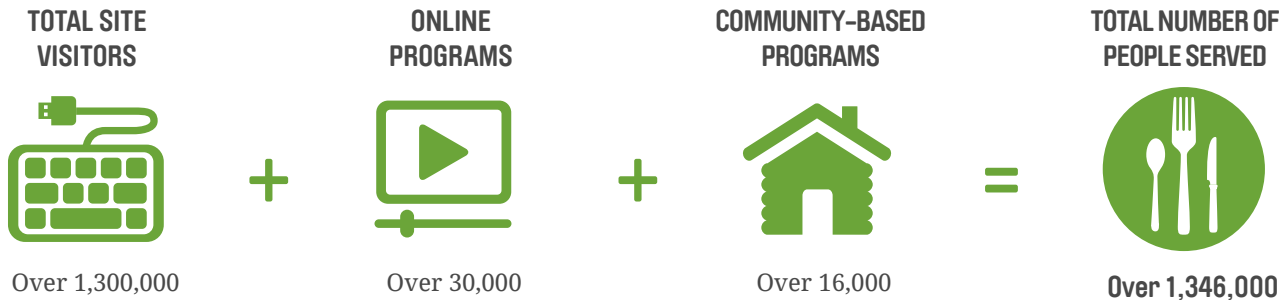 TOTAL SITE
VISITORS
Over 1,300,000
ONLINE
PROGRAMS
Over 30,000
COMMUNITY-BASED
PROGRAMS
Over 16,000
TOTAL NUMBER OF
PEOPLE SERVED
Over 1,346,000